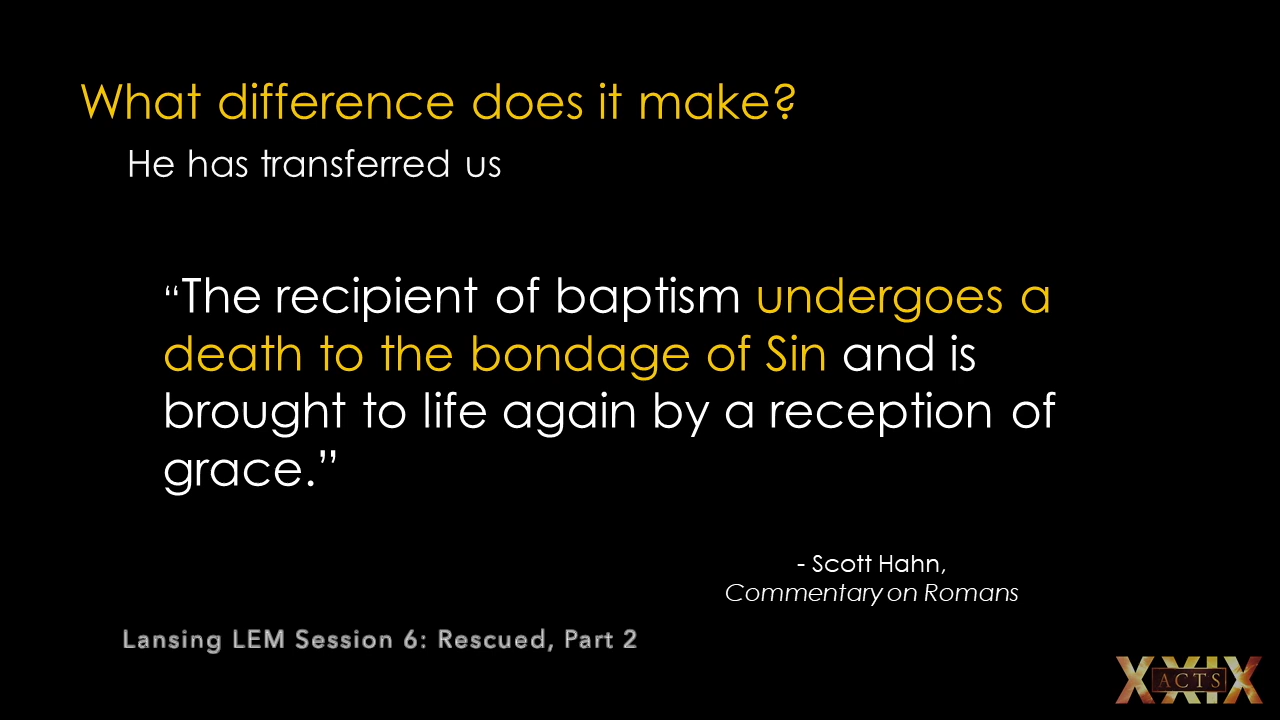 What difference does it make?
He has transferred us
“The recipient of baptism undergoes a
death to the bondage of Sin and is
brought to life again by a reception of
grace.”
- Scott Hahn,
Commentary on Romans
Lansing LEM Session 6: Rescued, Part 2
XXIX
ACTS